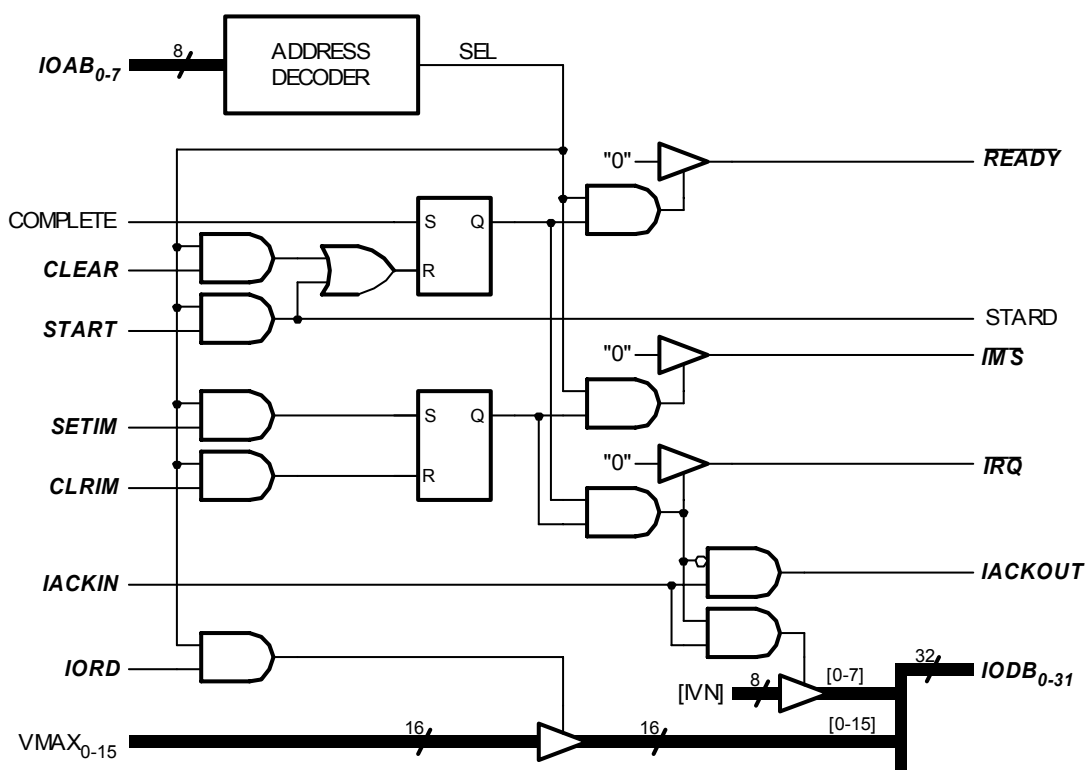 8
IOAB0-7
ADDRESS
DECODER
SEL
"0"
READY
COMPLETE
S
Q
CLEAR
R
START
STARD
"0"
IMS
SETIM
S
Q
"0"
IRQ
CLRIM
R
IACKIN
IACKOUT
IORD
32
IODB0-31
[IVN]
8
[0-7]
VMAX0-15
16
16
[0-15]